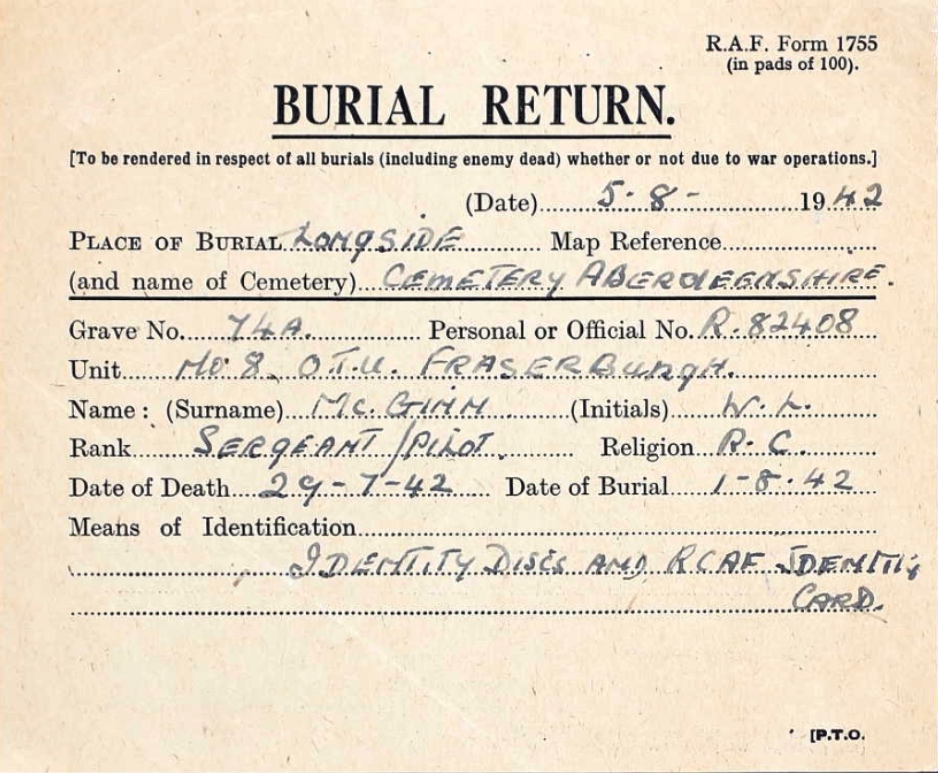 R.A.F. Form 1755
(in pads of 100).
BURIAL RETURN.
[To be rendered in respect of all burials (including enemy dead) whether or not due to war operations.]
(Date) 5-8- 1942
PLACE OF BURIAL LONGSIDE Map Reference
(and name of Cemetery) CEMETERY ABERDEENSHIRE.
Grave No. 74A. Personal or Official No. R.82408
Unit No 8. O.T.U. FRASERBURGH.
Name: (Surname) Mc. GINN (Initials) W. L.
Rank SERGEANT/PILOT. Religion R.C.
Date of Death 29-7-42 Date of Burial 1-8-42
Means of Identification
IDENTITY DISCS AND RCAF IDENTITY
CARD.
[P.T.O.